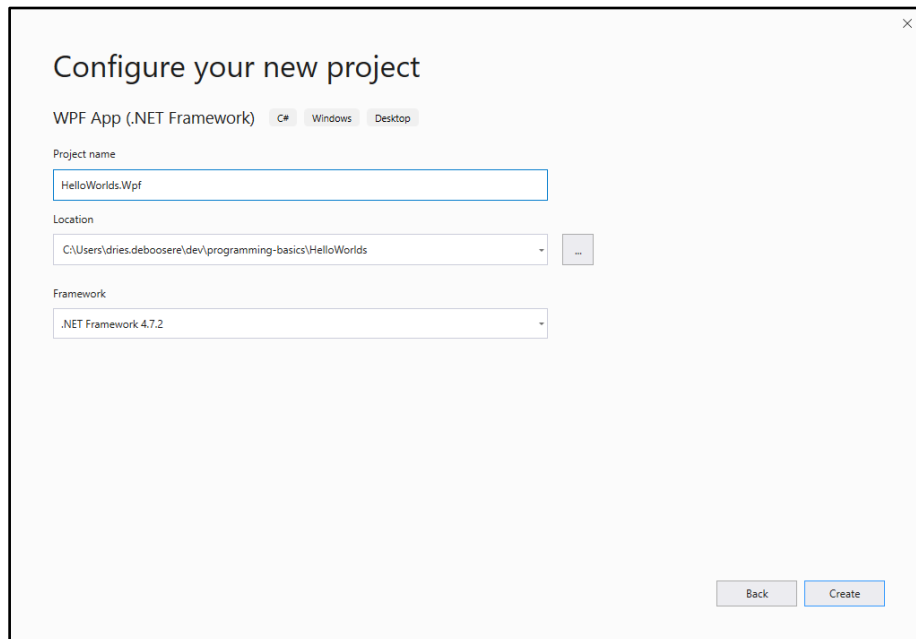 Configure your new project
WPF App (.NET Framework) C# Windows Desktop
Project name
HelloWorlds.Wpf
Location
C:\Users\dries.deboosere\dev\programming-basics\HelloWorlds
...
Framework
.NET Framework 4.7.2
Back Create